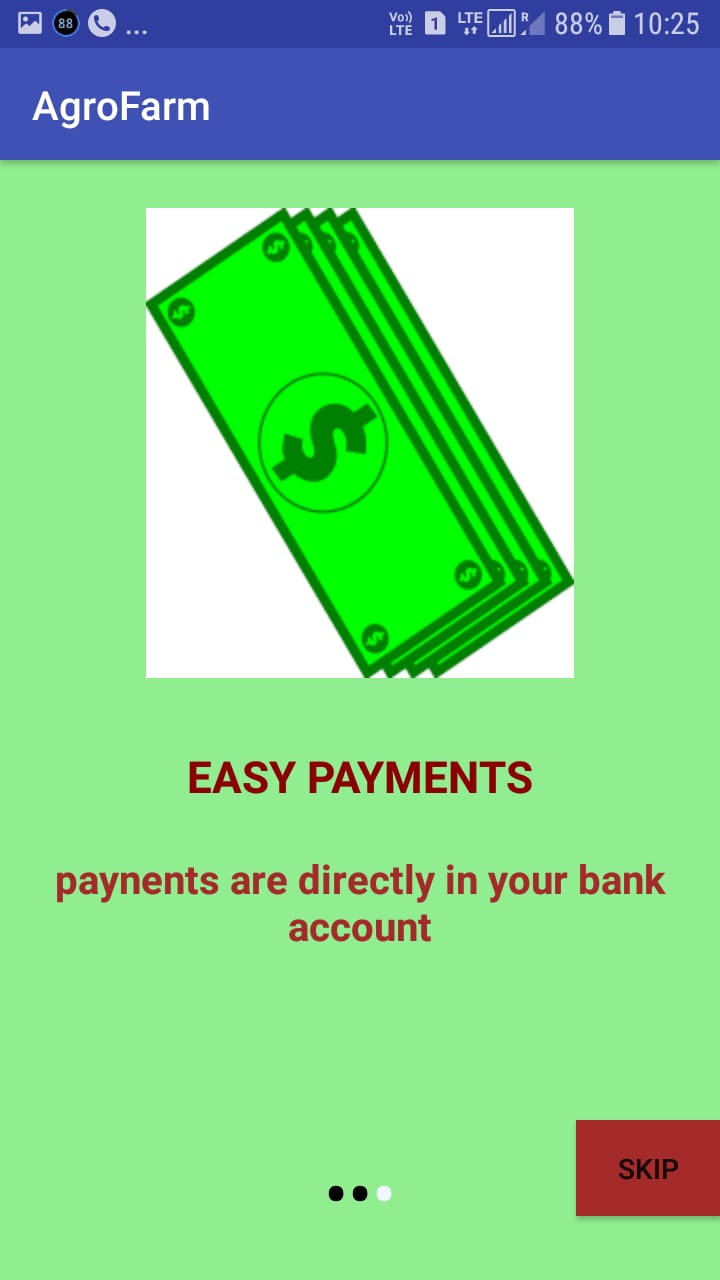 88 ... Vo)) LTE 1 LTE R 88% 10:25
AgroFarm
$ $ $ $ $
EASY PAYMENTS
paynents are directly in your bank
account
SKIP